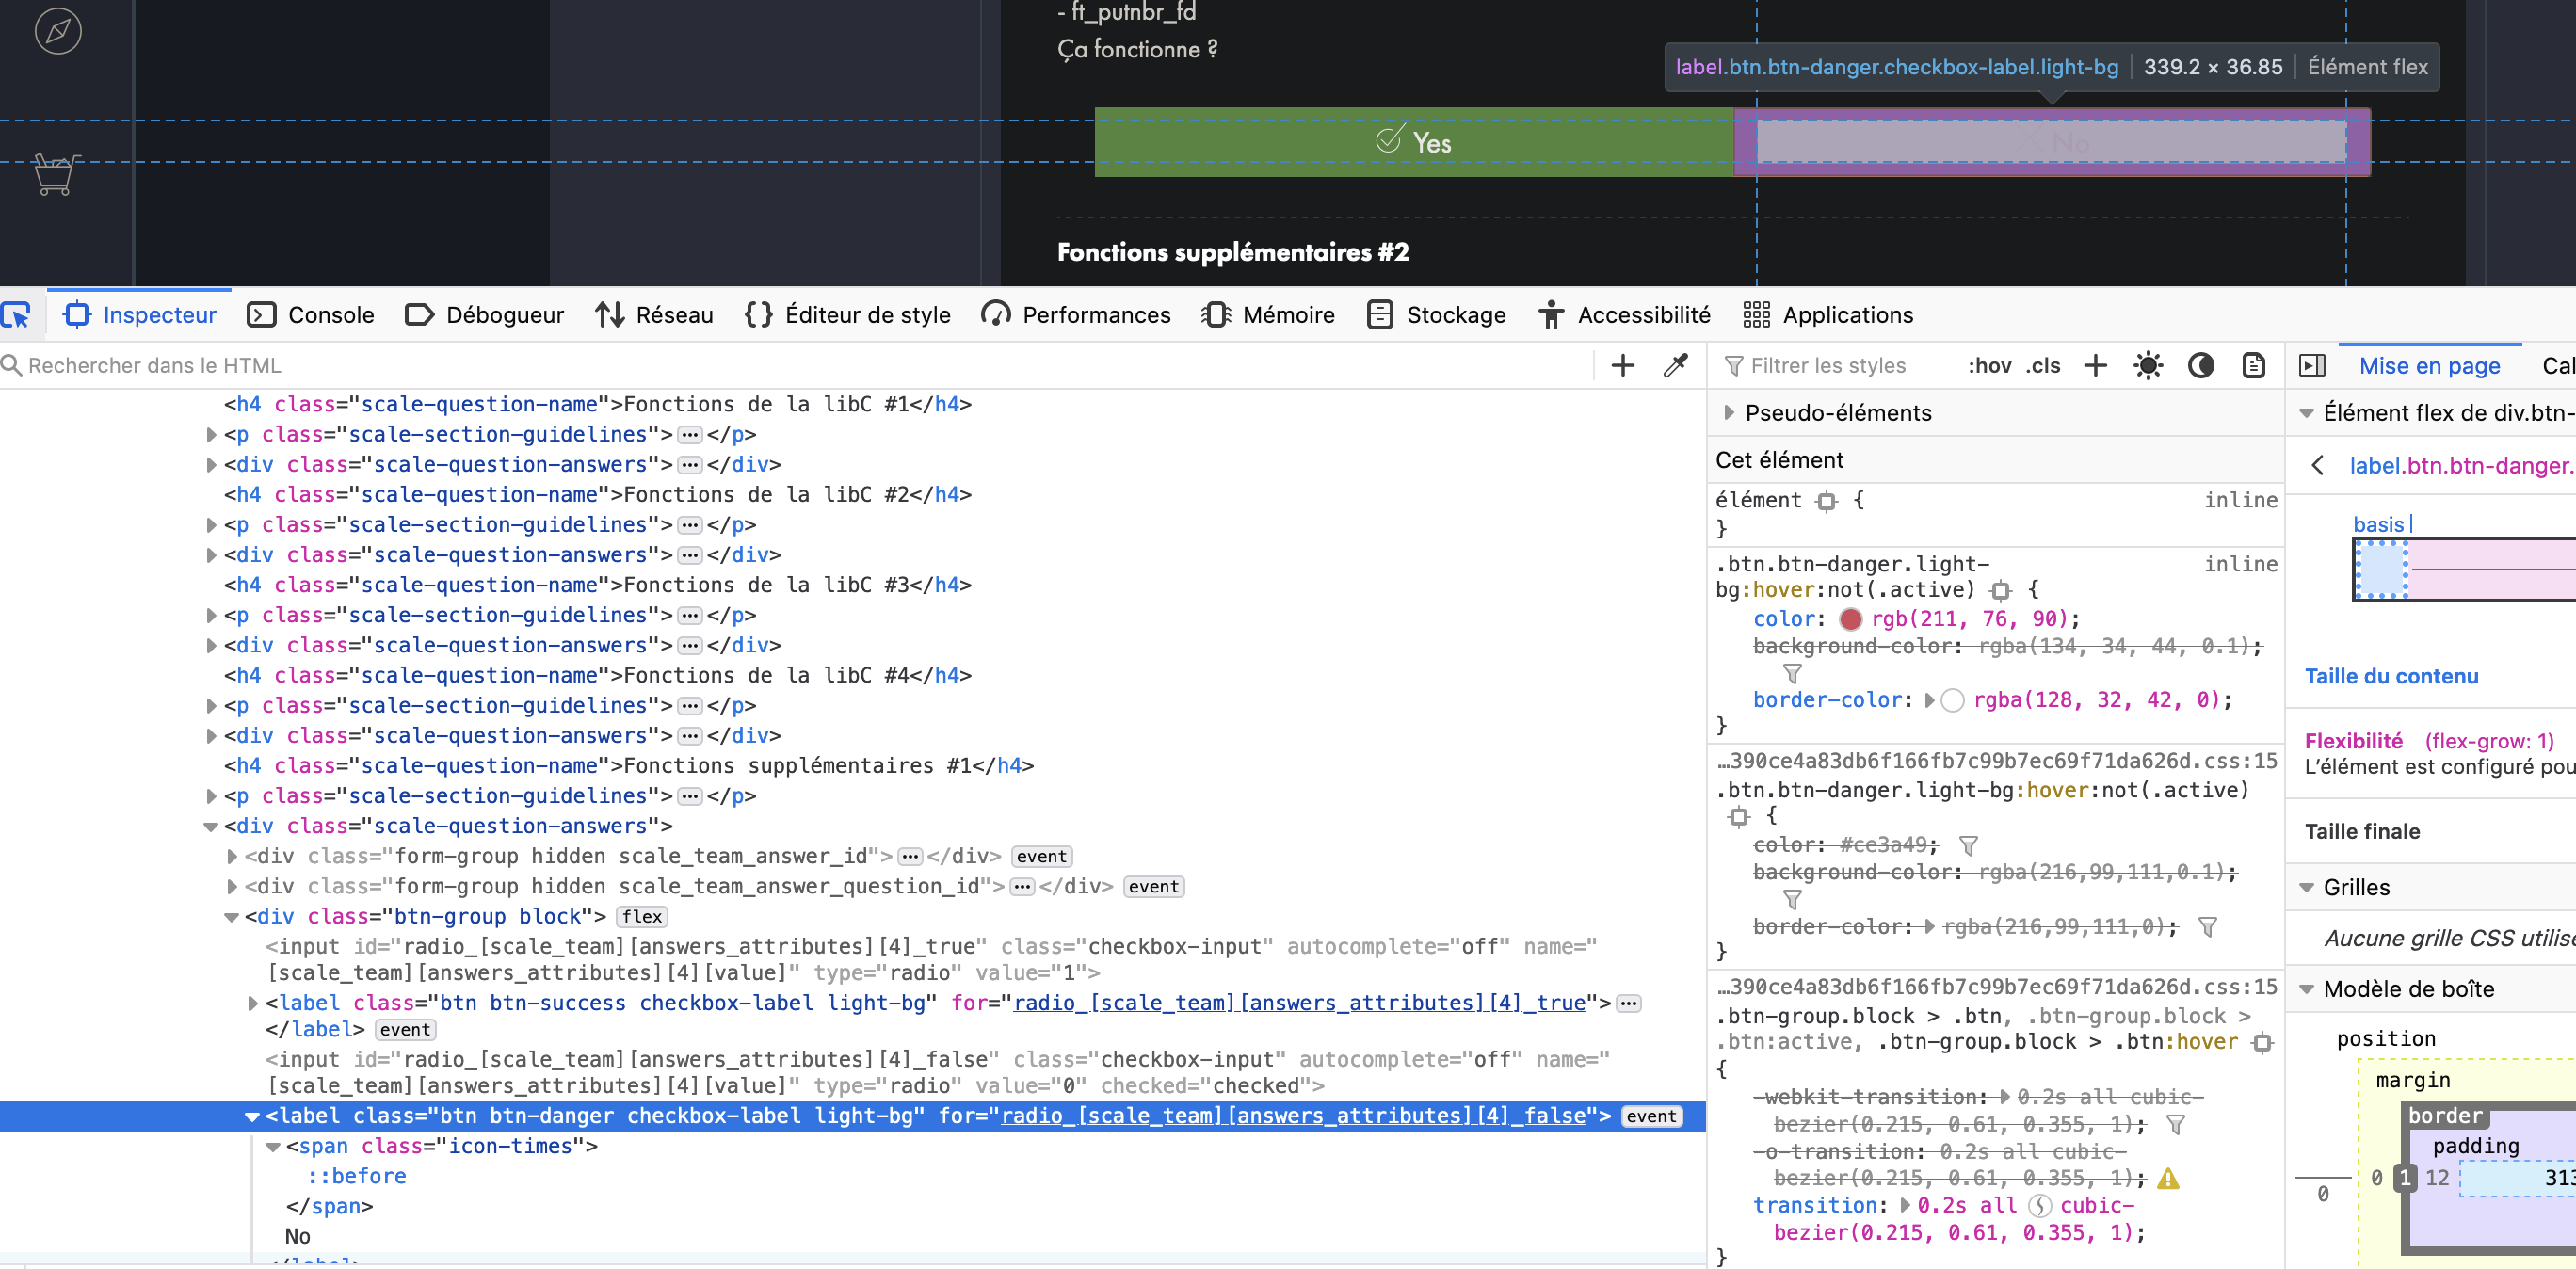 - ft_putnbr_fd
Ça fonctionne ?
label.btn.btn-danger.checkbox-label.light-bg 339.2 × 36.85 Élément flex
Yes
No
Fonctions supplémentaires #2
Inspecteur Console Débogueur Réseau Éditeur de style Performances Mémoire Stockage Accessibilité Applications
Rechercher dans le HTML
<h4 class="scale-question-name">Fonctions de la libC #1</h4>
<p class="scale-section-guidelines"></p>
<div class="scale-question-answers"></div>
<h4 class="scale-question-name">Fonctions de la libC #2</h4>
<p class="scale-section-guidelines"></p>
<div class="scale-question-answers"></div>
<h4 class="scale-question-name">Fonctions de la libC #3</h4>
<p class="scale-section-guidelines"></p>
<div class="scale-question-answers"></div>
<h4 class="scale-question-name">Fonctions de la libC #4</h4>
<p class="scale-section-guidelines"></p>
<div class="scale-question-answers"></div>
<h4 class="scale-question-name">Fonctions supplémentaires #1</h4>
<p class="scale-section-guidelines"></p>
<div class="scale-question-answers">
<div class="form-group hidden scale_team_answer_id"></div> event
<div class="form-group hidden scale_team_answer_question_id"></div> event
<div class="btn-group block"> flex
<input id="radio_[scale_team][answers_attributes][4]_true" class="checkbox-input" autocomplete="off" name="
[scale_team][answers_attributes][4][value]" type="radio" value="1">
<label class="btn btn-success checkbox-label light-bg" for="radio_[scale_team][answers_attributes][4]_true">
</label> event
<input id="radio_[scale_team][answers_attributes][4]_false" class="checkbox-input" autocomplete="off" name="
[scale_team][answers_attributes][4][value]" type="radio" value="0" checked="checked">
<label class="btn btn-danger checkbox-label light-bg" for="radio_[scale_team][answers_attributes][4]_false"> event
<span class="icon-times">
::before
</span>
No
</label>
Filtrer les styles :hov .cls
Pseudo-éléments
Cet élément
élément { inline
}
.btn.btn-danger.light- inline
bg:hover:not(.active) {
color: rgb(211, 76, 90);
background-color: rgba(134, 34, 44, 0.1);
border-color: rgba(128, 32, 42, 0);
}
…390ce4a83db6f166fb7c99b7ec69f71da626d.css:15
.btn.btn-danger.light-bg:hover:not(.active)
{
color: #ce3a49;
background-color: rgba(216,99,111,0.1);
border-color: rgba(216,99,111,0);
}
…390ce4a83db6f166fb7c99b7ec69f71da626d.css:15
.btn-group.block > .btn, .btn-group.block >
.btn:active, .btn-group.block > .btn:hover
{
-webkit-transition: 0.2s all cubic-
bezier(0.215, 0.61, 0.355, 1);
-o-transition: 0.2s all cubic-
bezier(0.215, 0.61, 0.355, 1);
transition: 0.2s all cubic-
bezier(0.215, 0.61, 0.355, 1);
}
Mise en page Cal
Élément flex de div.btn-
label.btn.btn-danger.
basis
Taille du contenu
Flexibilité (flex-grow: 1)
L'élément est configuré pou
Taille finale
Grilles
Aucune grille CSS utilisé
Modèle de boîte
position
margin
border
padding
0 0 1 12 313